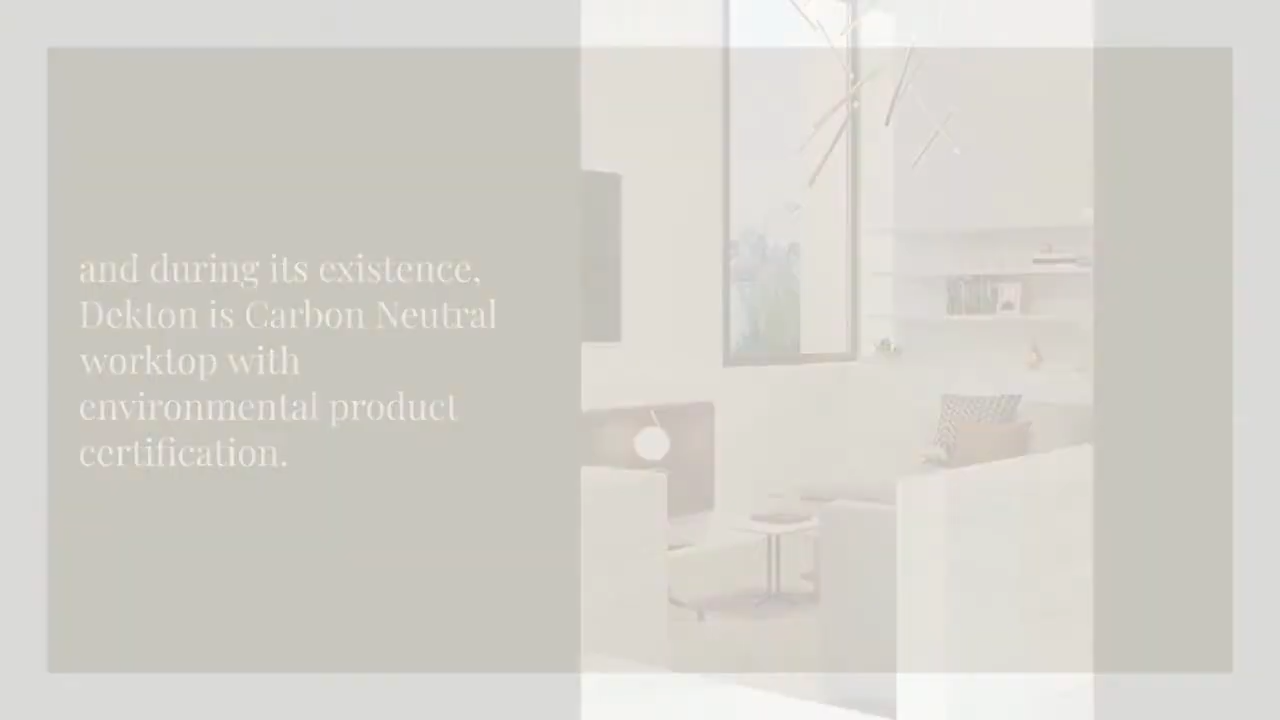 and during its existence,
Dekton is Carbon Neutral
worktop with
environmental product
certification.